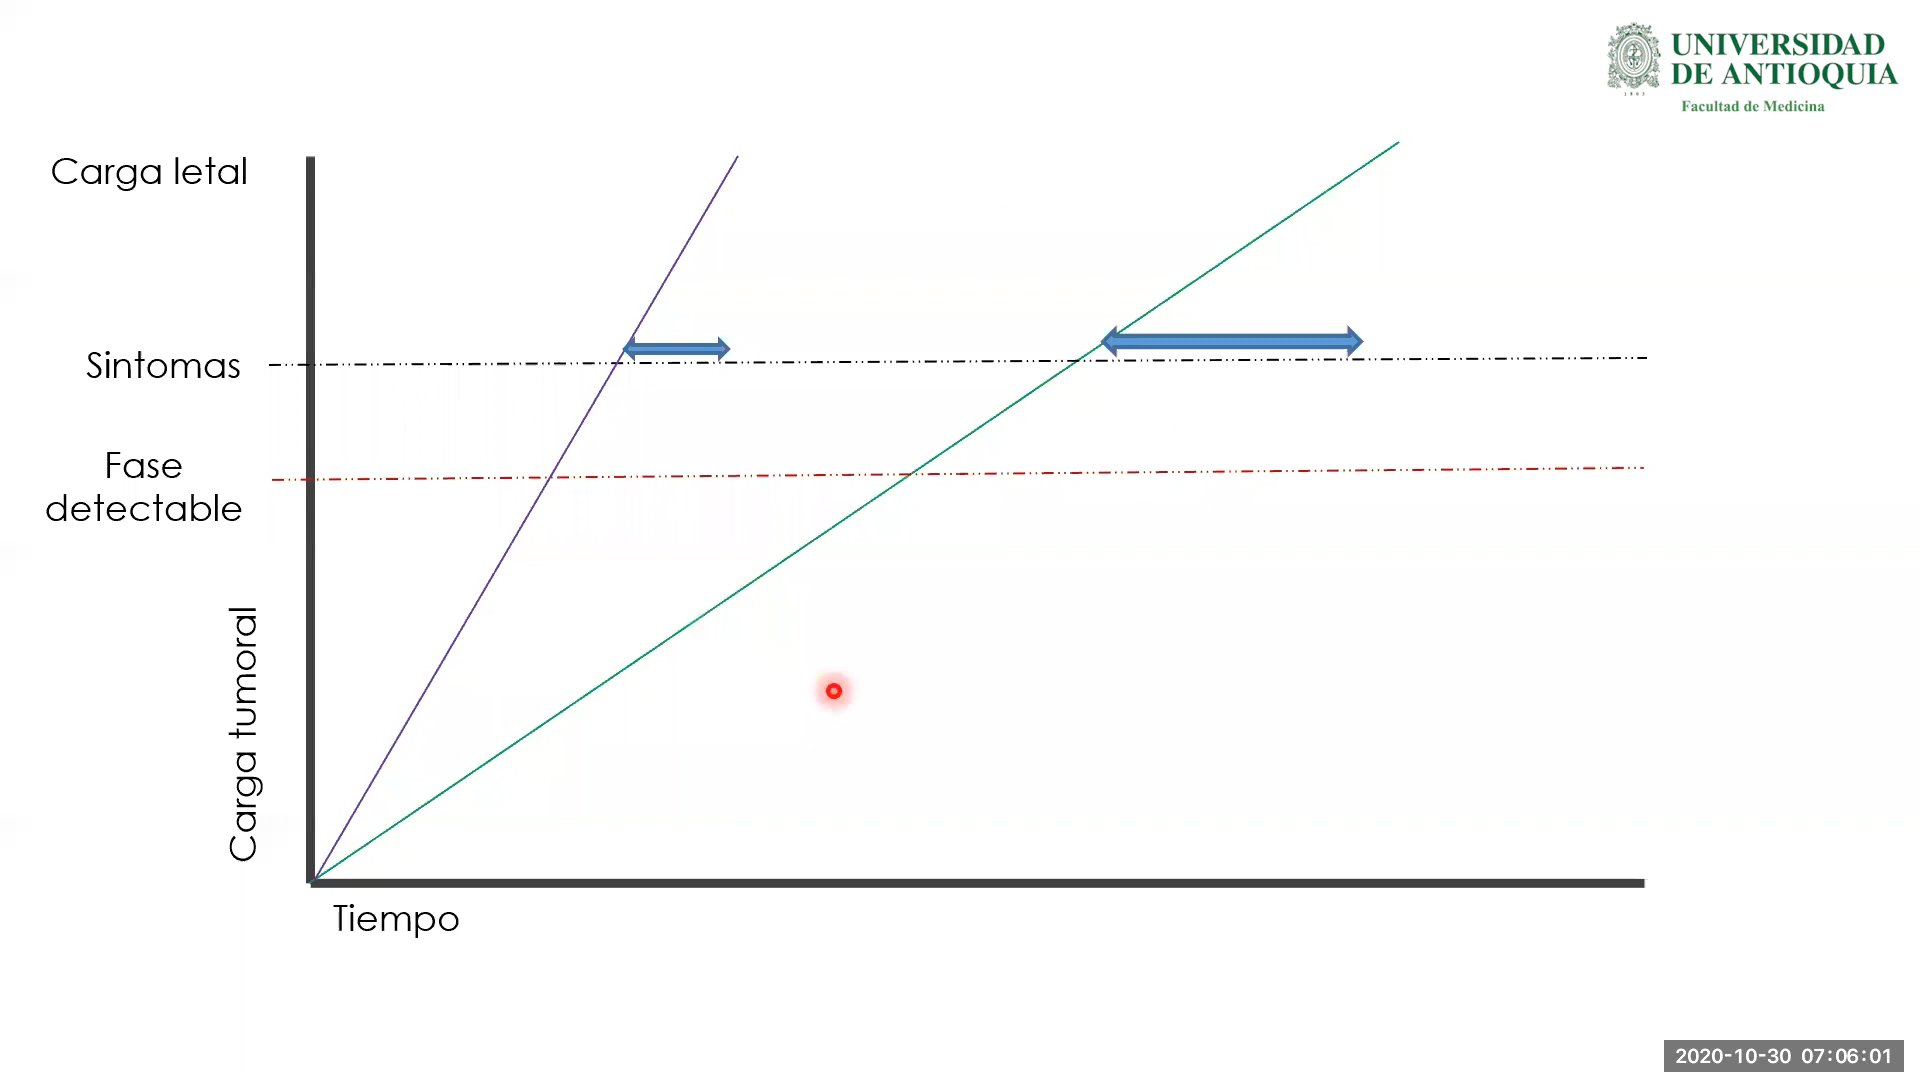 UNIVERSIDAD
DE ANTIOQUIA
1803
Facultad de Medicina
Carga letal
Sintomas
Fase
detectable
Carga tumoral
Tiempo
2020-10-30 07:06:01